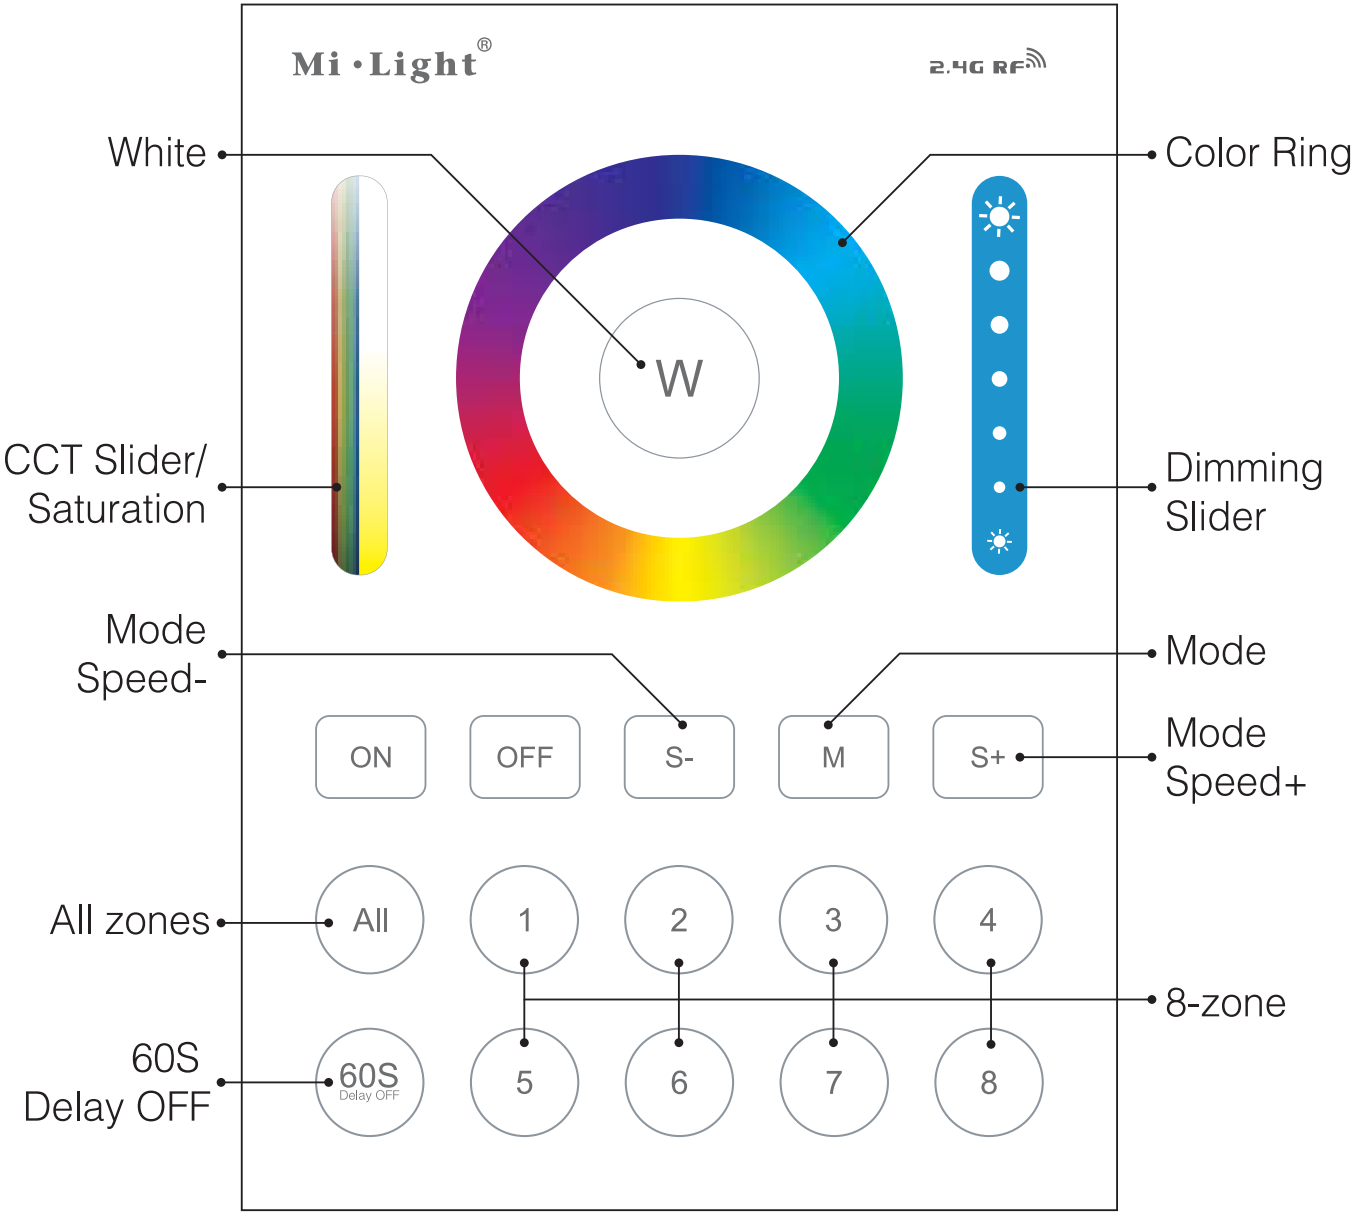 Mi·Light®
2.4G RF
White
Color Ring
W
CCT Slider/
Saturation
Dimming
Slider
Mode
Speed-
Mode
Mode
Speed+
ON
OFF
S-
M
S+
All zones
All
1
2
3
4
8-zone
60S
Delay OFF
60S
Delay OFF
5
6
7
8